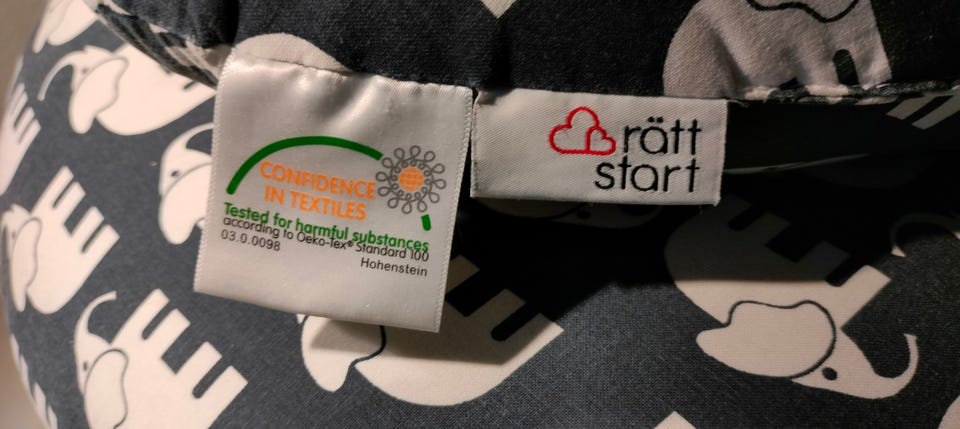 CONFIDENCE
IN TEXTILES
Tested for harmful substances
according to Oeko-Tex® Standard 100
03.0.0098
Hohenstein
rätt
start